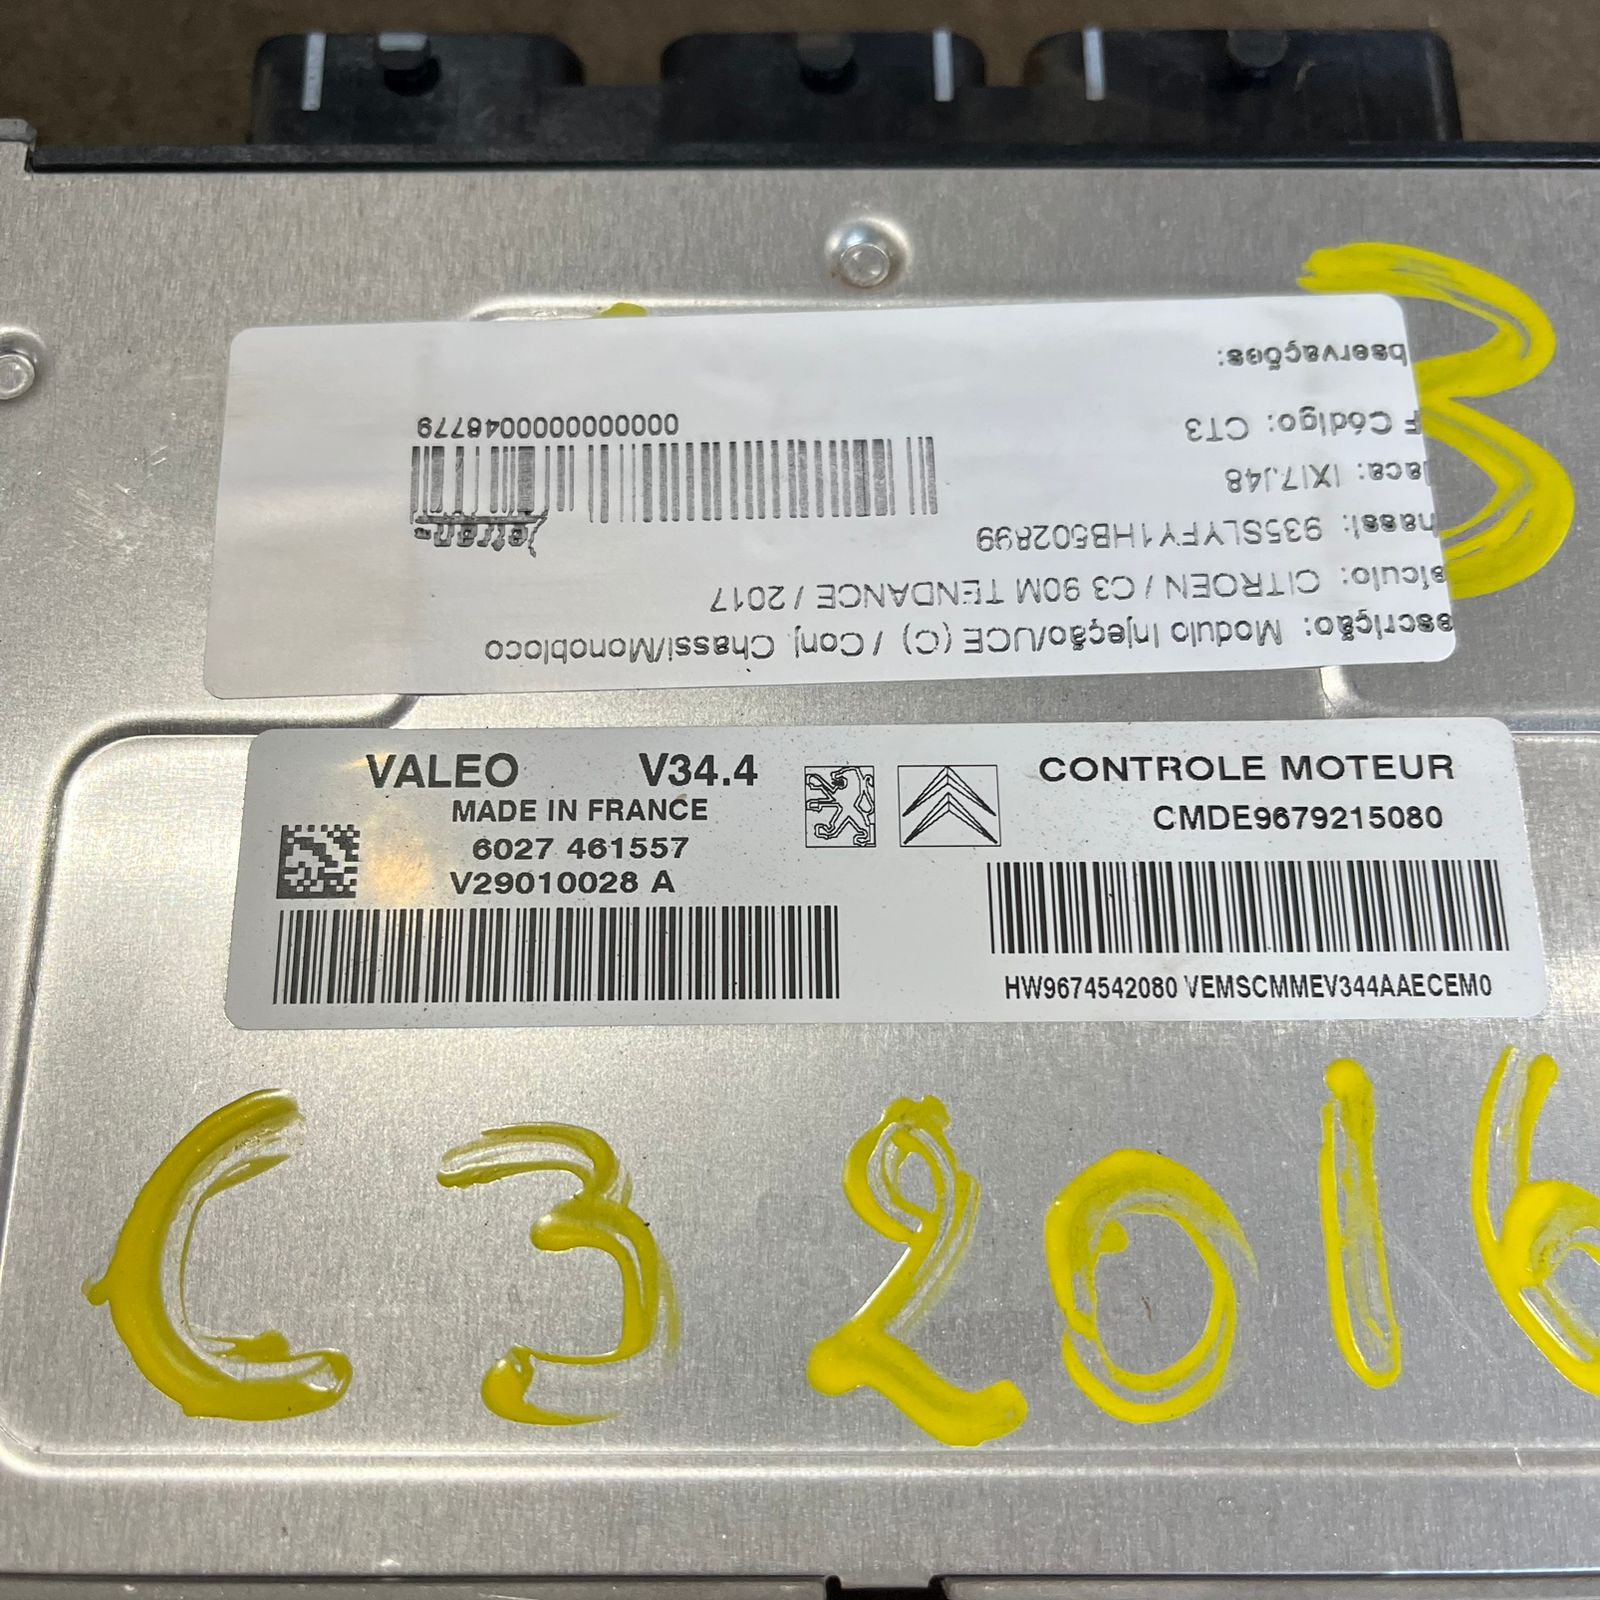 escrição: Modulo Injeção/UCE (C) / Conj. Chassi/Monobloco
eículo: CITROEN / C3 90M TENDANCE / 2017
hassi: 935SLYFY1HB502899
laca: IXI7J48
F Código: CT3
bservações:
3
VALEO V34.4
MADE IN FRANCE
6027 461557
V29010028 A
CONTROLE MOTEUR
CMDE9679215080
HW9674542080 VEMSCMMEV344AAECEM0
C3 2016